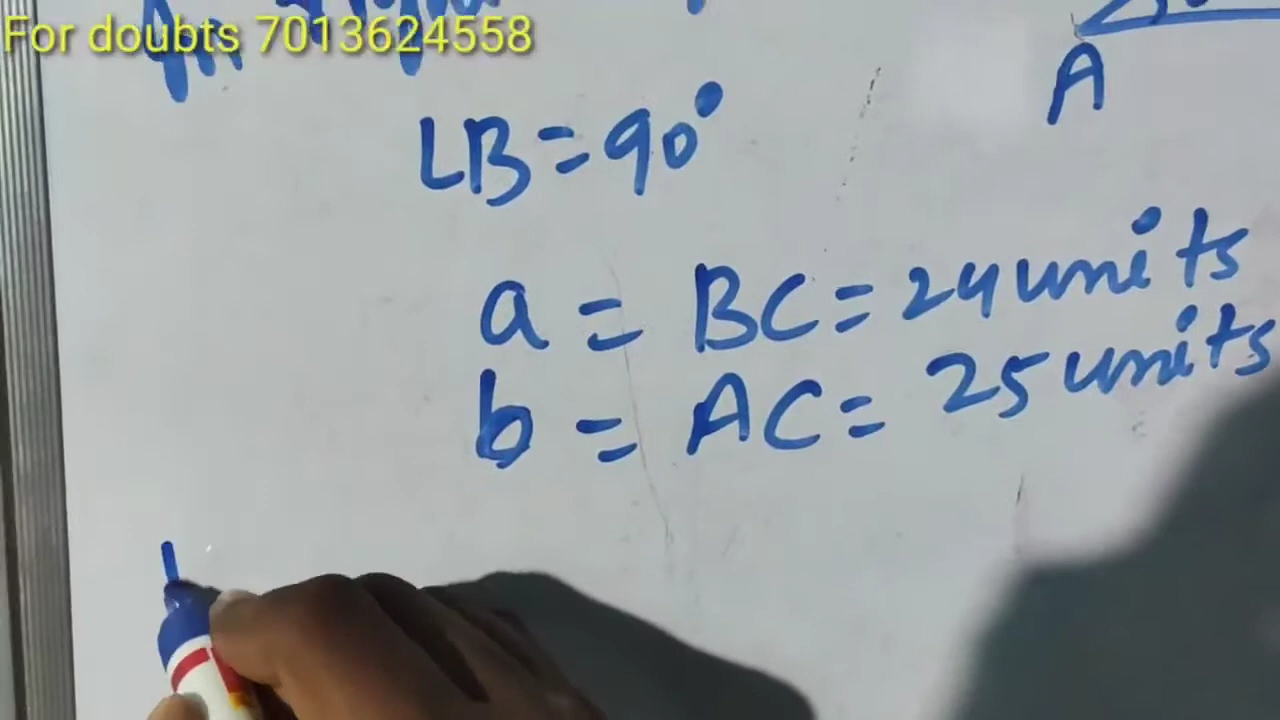 For doubts 7013624558
A
LB=90°
a = BC = 24 units
b = AC = 25 units